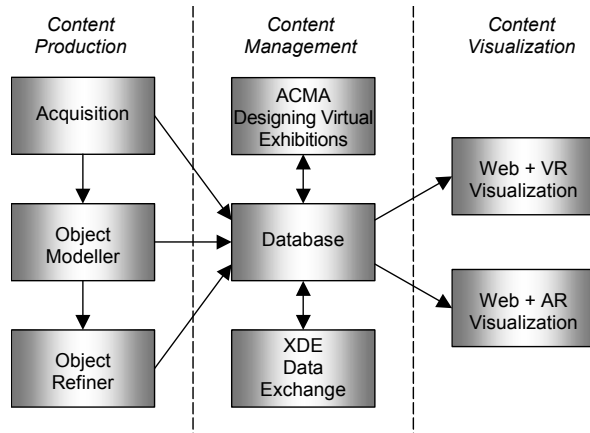 Content
Production
Content
Management
Content
Visualization
Acquisition
Object
Modeller
Object
Refiner
ACMA
Designing Virtual
Exhibitions
Database
XDE
Data
Exchange
Web + VR
Visualization
Web + AR
Visualization